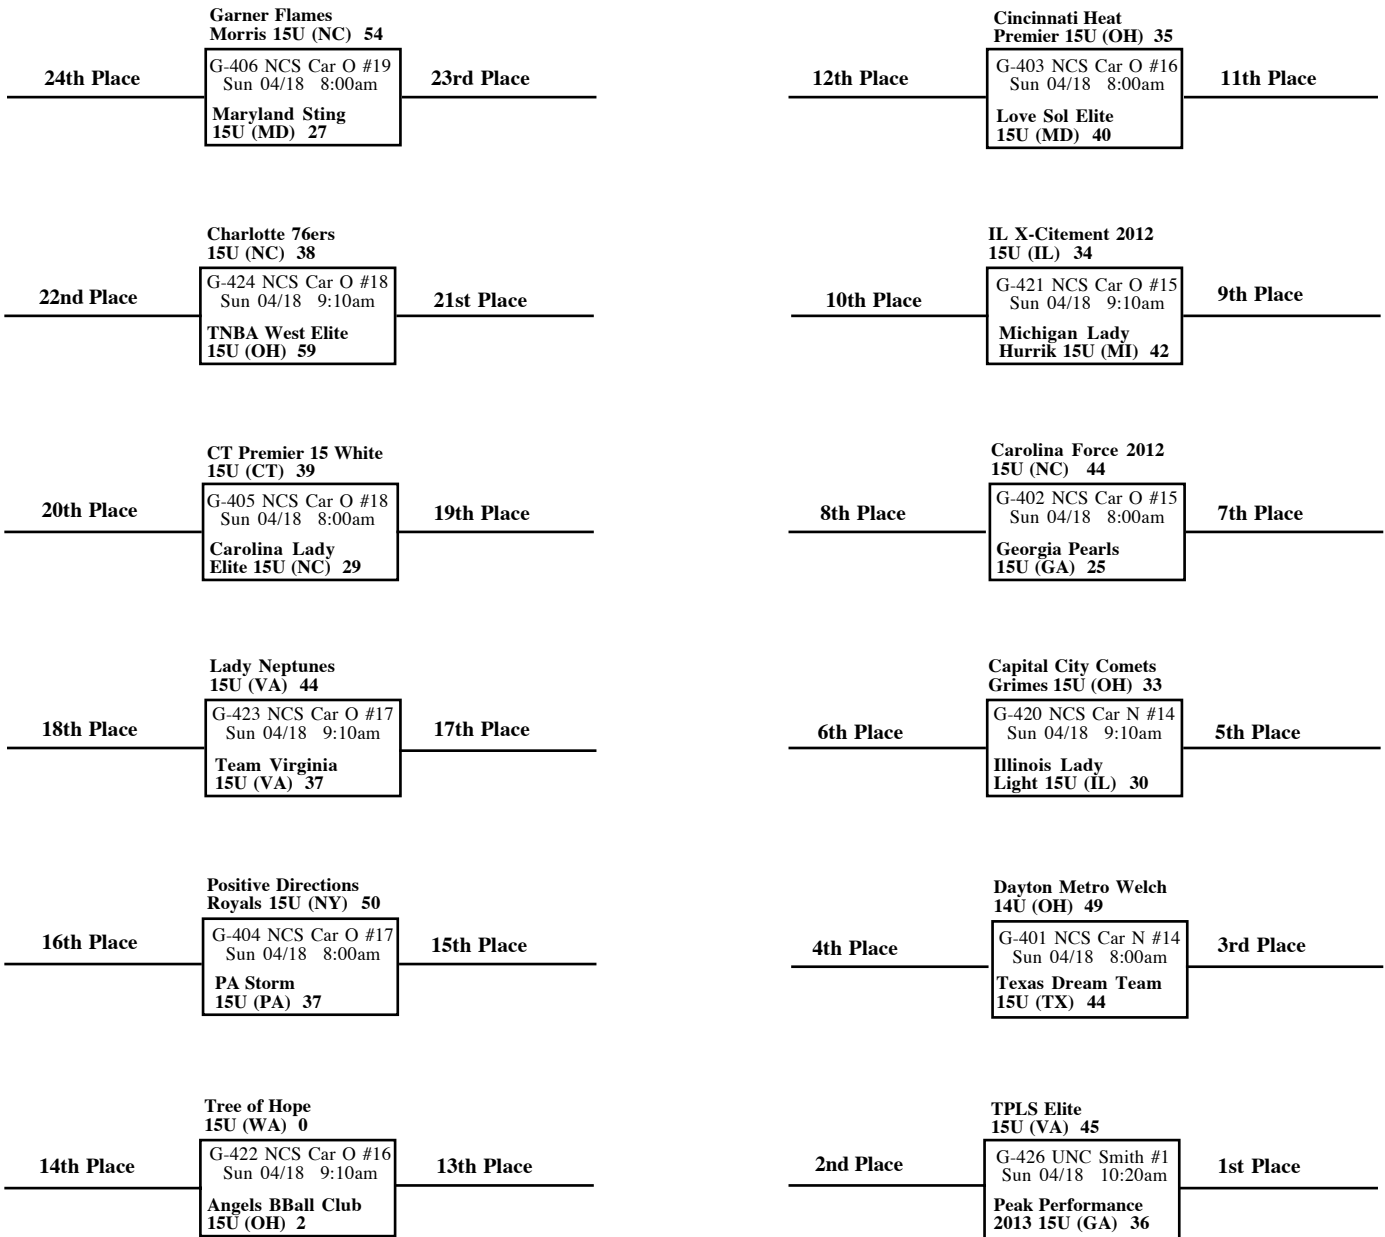 Garner Flames
Morris 15U (NC) 54
24th Place
G-406 NCS Car O #19
Sun 04/18 8:00am
23rd Place
Maryland Sting
15U (MD) 27
Charlotte 76ers
15U (NC) 38
22nd Place
G-424 NCS Car O #18
Sun 04/18 9:10am
21st Place
TNBA West Elite
15U (OH) 59
CT Premier 15 White
15U (CT) 39
20th Place
G-405 NCS Car O #18
Sun 04/18 8:00am
19th Place
Carolina Lady
Elite 15U (NC) 29
Lady Neptunes
15U (VA) 44
18th Place
G-423 NCS Car O #17
Sun 04/18 9:10am
17th Place
Team Virginia
15U (VA) 37
Positive Directions
Royals 15U (NY) 50
16th Place
G-404 NCS Car O #17
Sun 04/18 8:00am
15th Place
PA Storm
15U (PA) 37
Tree of Hope
15U (WA) 0
14th Place
G-422 NCS Car O #16
Sun 04/18 9:10am
13th Place
Angels BBall Club
15U (OH) 2
Cincinnati Heat
Premier 15U (OH) 35
12th Place
G-403 NCS Car O #16
Sun 04/18 8:00am
11th Place
Love Sol Elite
15U (MD) 40
IL X-Citement 2012
15U (IL) 34
10th Place
G-421 NCS Car O #15
Sun 04/18 9:10am
9th Place
Michigan Lady
Hurrik 15U (MI) 42
Carolina Force 2012
15U (NC) 44
8th Place
G-402 NCS Car O #15
Sun 04/18 8:00am
7th Place
Georgia Pearls
15U (GA) 25
Capital City Comets
Grimes 15U (OH) 33
6th Place
G-420 NCS Car N #14
Sun 04/18 9:10am
5th Place
Illinois Lady
Light 15U (IL) 30
Dayton Metro Welch
14U (OH) 49
4th Place
G-401 NCS Car N #14
Sun 04/18 8:00am
3rd Place
Texas Dream Team
15U (TX) 44
TPLS Elite
15U (VA) 45
2nd Place
G-426 UNC Smith #1
Sun 04/18 10:20am
1st Place
Peak Performance
2013 15U (GA) 36